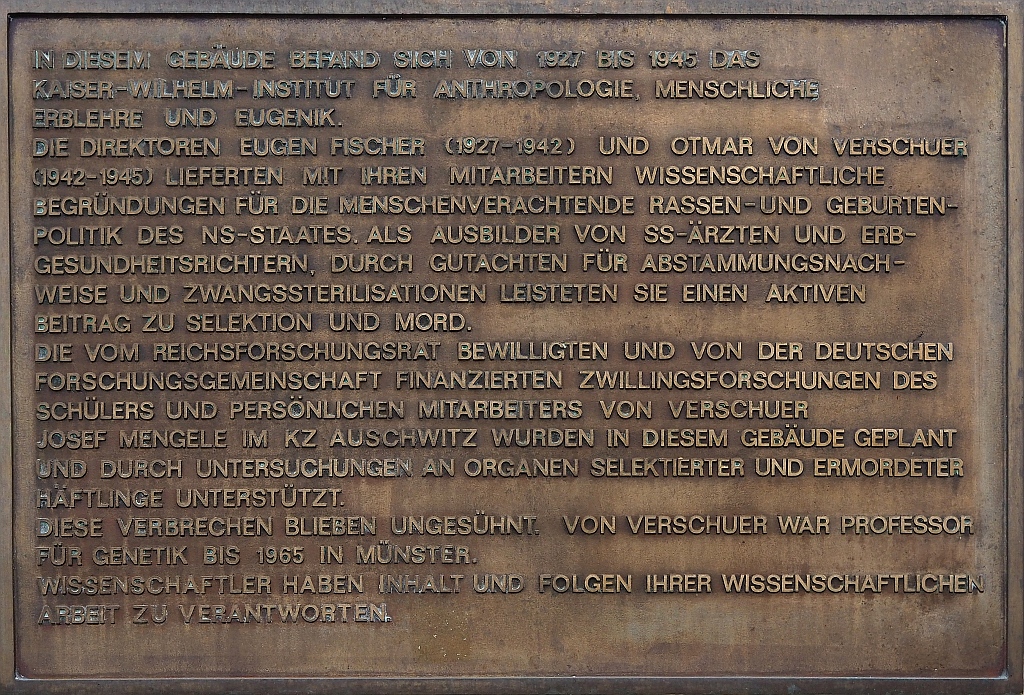 IN DIESEM GEBÄUDE BEFAND SICH VON 1927 BIS 1945 DAS
KAISER-WILHELM-INSTITUT FÜR ANTHROPOLOGIE, MENSCHLICHE
ERBLEHRE UND EUGENIK.
DIE DIREKTOREN EUGEN FISCHER (1927-1942) UND OTMAR VON VERSCHUER
(1942-1945) LIEFERTEN MIT IHREN MITARBEITERN WISSENSCHAFTLICHE
BEGRÜNDUNGEN FÜR DIE MENSCHENVERACHTENDE RASSEN-UND GEBURTEN-
POLITIK DES NS-STAATES. ALS AUSBILDER VON SS-ÄRZTEN UND ERB-
GESUNDHEITSRICHTERN, DURCH GUTACHTEN FÜR ABSTAMMUNGSNACH-
WEISE UND ZWANGSSTERILISATIONEN LEISTETEN SIE EINEN AKTIVEN
BEITRAG ZU SELEKTION UND MORD.
DIE VOM REICHSFORSCHUNGSRAT BEWILLIGTEN UND VON DER DEUTSCHEN
FORSCHUNGSGEMEINSCHAFT FINANZIERTEN ZWILLINGSFORSCHUNGEN DES
SCHÜLERS UND PERSÖNLICHEN MITARBEITERS VON VERSCHUER
JOSEF MENGELE IM KZ AUSCHWITZ WURDEN IN DIESEM GEBÄUDE GEPLANT
UND DURCH UNTERSUCHUNGEN AN ORGANEN SELEKTIERTER UND ERMORDETER
HÄFTLINGE UNTERSTÜTZT.
DIESE VERBRECHEN BLIEBEN UNGESÜHNT. VON VERSCHUER WAR PROFESSOR
FÜR GENETIK BIS 1965 IN MÜNSTER.
WISSENSCHAFTLER HABEN INHALT UND FOLGEN IHRER WISSENSCHAFTLICHEN
ARBEIT ZU VERANTWORTEN.